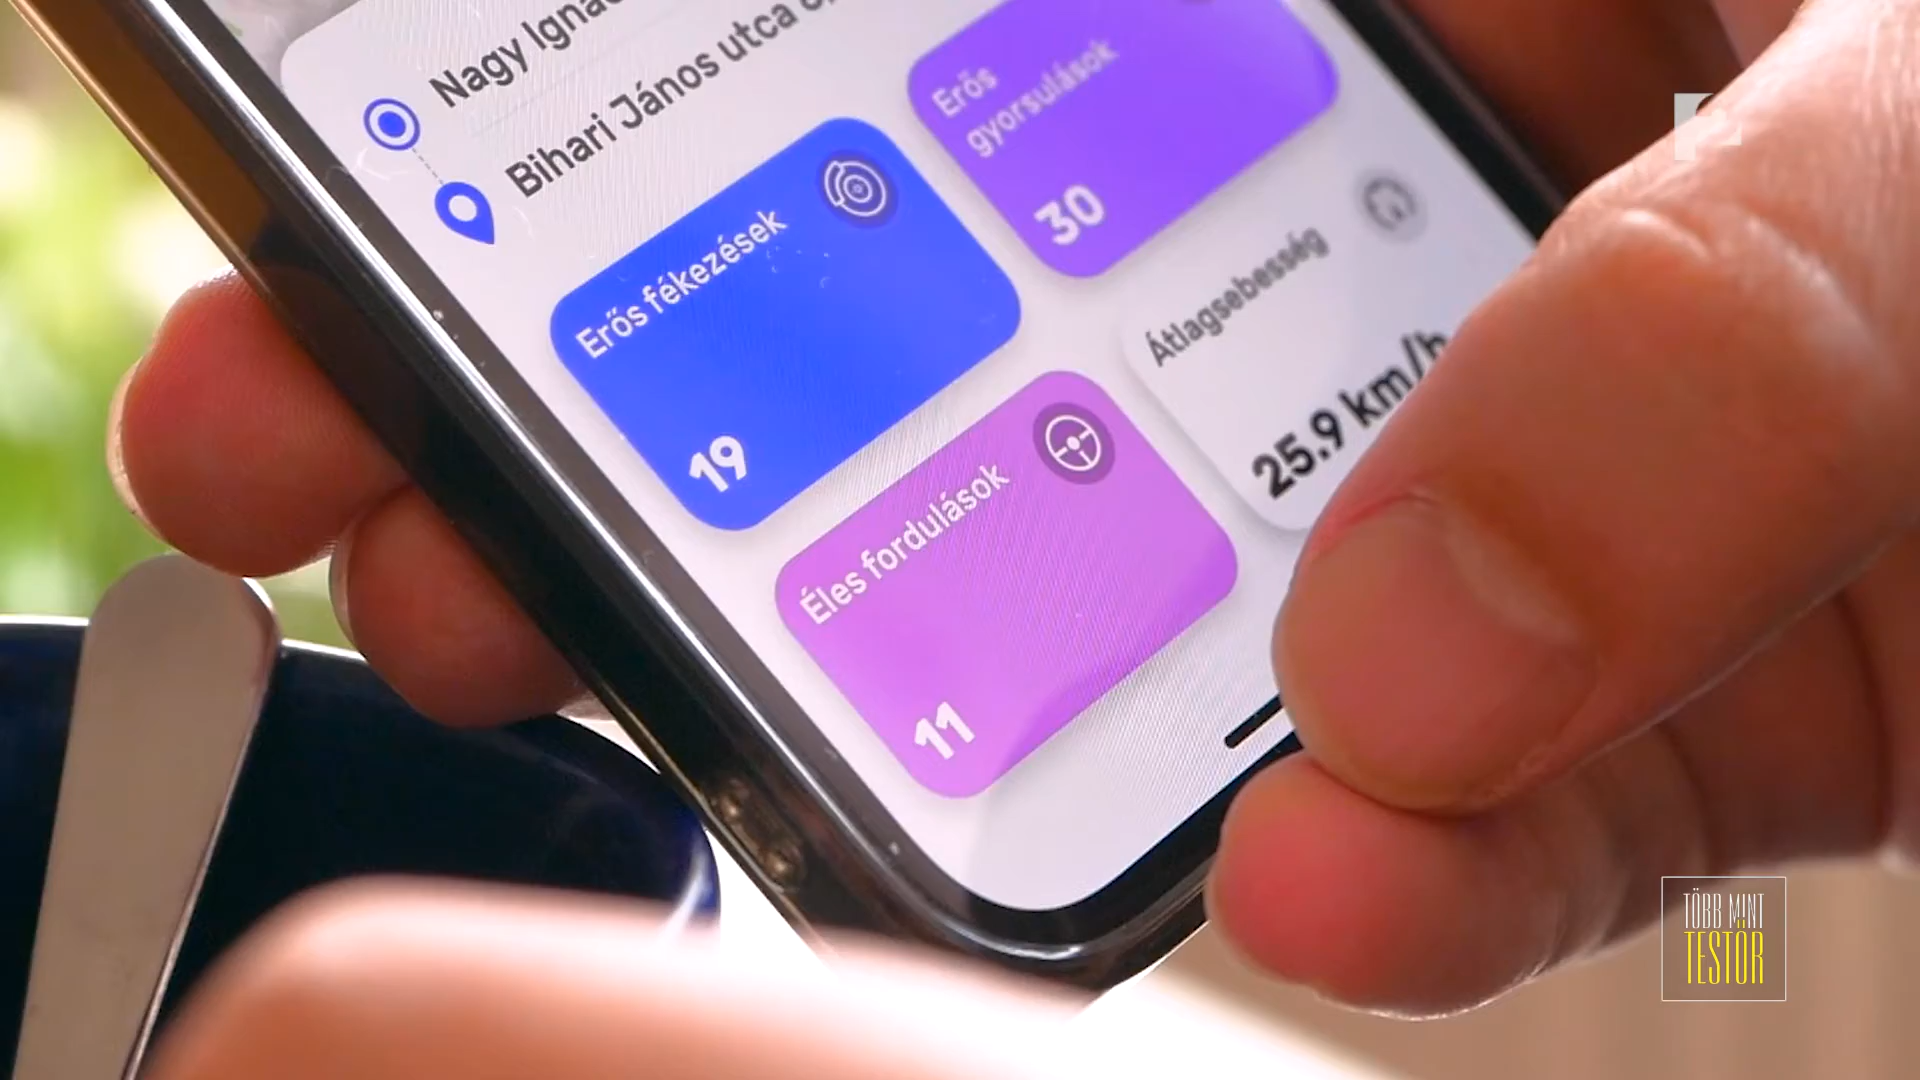 Nagy
Bihari János utca
Erős fékezések
19
Erős
gyorsulások
30
Éles fordulások
11
Átlagsebesség
25.9 km/h
TÖBB MINT
TESTŐR